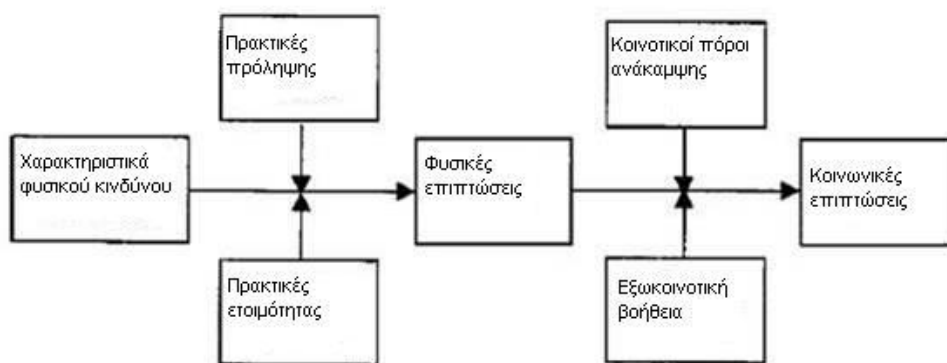 Πρακτικές
πρόληψης
Κοινοτικοί πόροι
ανάκαμψης
Χαρακτηριστικά
φυσικού κινδύνου
Φυσικές
επιπτώσεις
Κοινωνικές
επιπτώσεις
Πρακτικές
ετοιμότητας
Εξωκοινοτική
βοήθεια